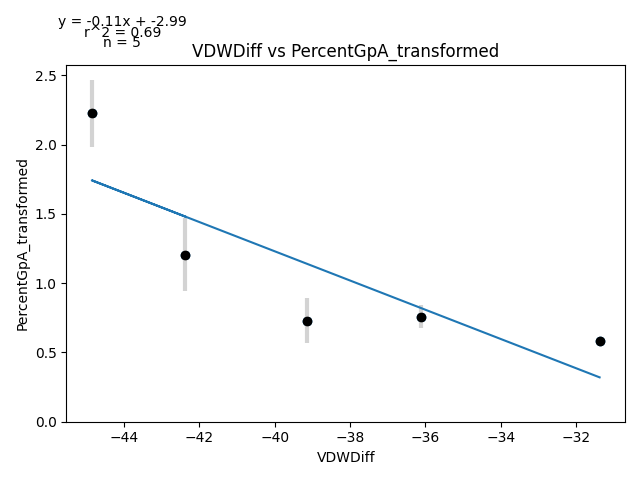 y = -0.11x + -2.99
r^2 = 0.69
n = 5
VDWDiff vs PercentGpA_transformed
2.5
2.0
1.5
1.0
0.5
0.0
PercentGpA_transformed
−44
−42
−40
−38
−36
−34
−32
VDWDiff